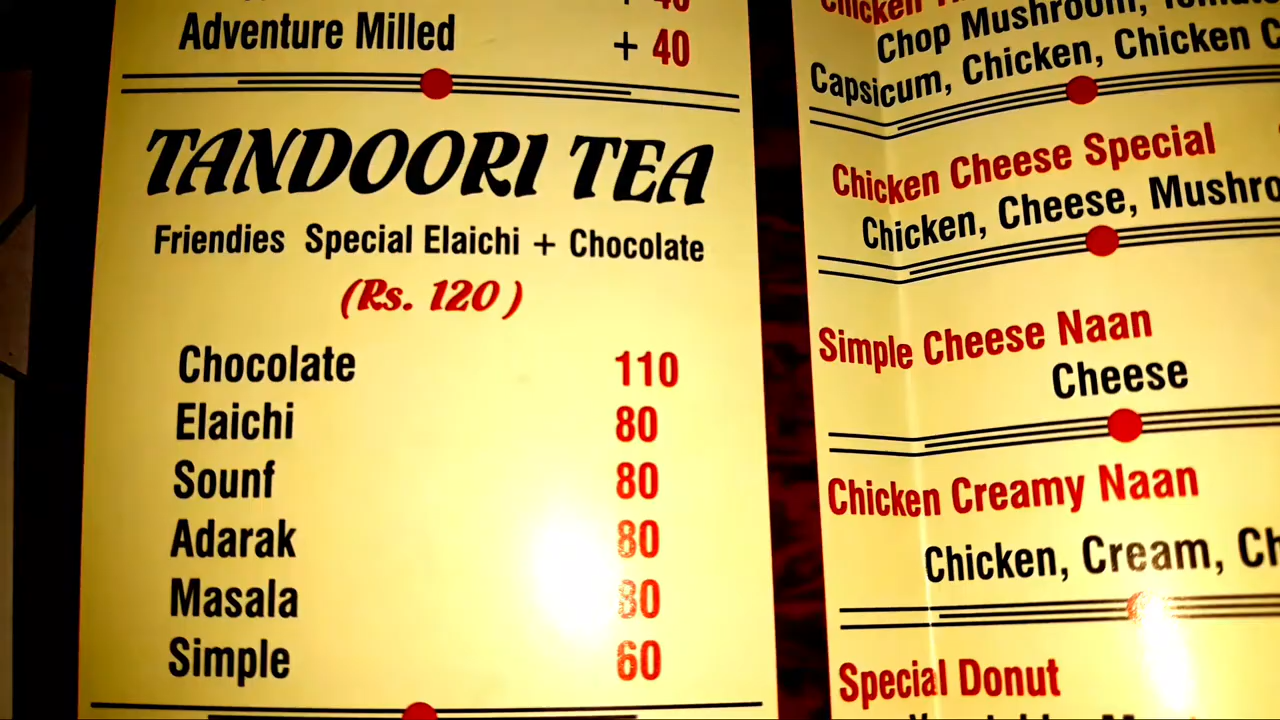 Adventure Milled + 40
TANDOORI TEA
Friendies Special Elaichi + Chocolate
(Rs. 120 )
Chocolate 110
Elaichi 80
Sounf 80
Adarak 80
Masala 80
Simple 60
Chicken
Chop Mushroom,
Capsicum, Chicken, Chicken
Chicken Cheese Special
Chicken, Cheese,
Simple Cheese Naan
Cheese
Chicken Creamy Naan
Chicken, Cream,
Special Donut